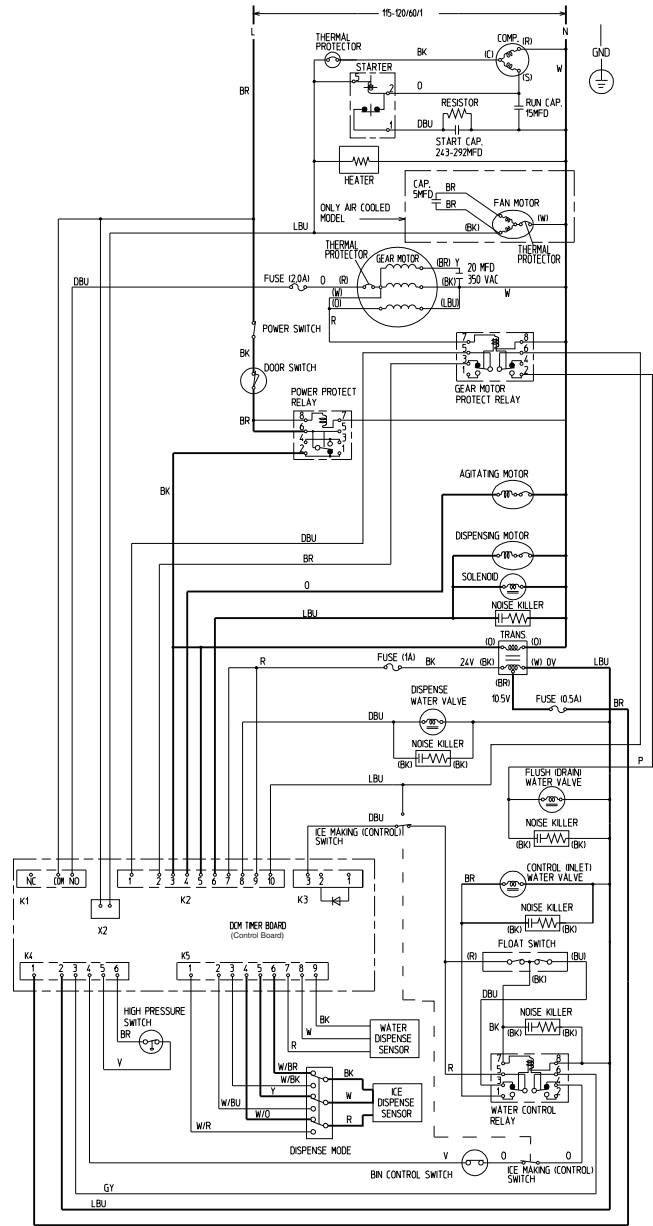 115-120/60/1
L
N
THERMAL
PROTECTOR
BK
COMP.
(R)
(C)
(S)
GND
W
STARTER
5
2
1
O
BR
RESISTOR
RUN CAP.
15MFD
DBU
START CAP.
243-292MFD
HEATER
CAP.
5MFD
BR
BR
FAN MOTOR
(W)
(BK)
THERMAL
PROTECTOR
ONLY AIR COOLED
MODEL
LBU
THERMAL
PROTECTOR
GEAR MOTOR
(BR) Y
20 MFD
350 VAC
DBU
FUSE (2.0A)
O
(R)
(W)
(O)
(BK)
(LBU)
W
R
POWER SWITCH
BK
DOOR SWITCH
7
5
3
1
8
6
4
2
GEAR MOTOR
PROTECT RELAY
POWER PROTECT
RELAY
BR
8
6
4
2
7
5
3
1
BK
AGITATING MOTOR
DBU
DISPENSING MOTOR
BR
O
SOLENOID
LBU
NOISE KILLER
TRANS.
(O)
(O)
R
FUSE (1A)
BK
24V (BK)
(W) 0V
LBU
(BR)
10.5V
FUSE (0.5A)
BR
DISPENSE
WATER VALVE
DBU
NOISE KILLER
(BK)
(BK)
P
LBU
FLUSH (DRAIN)
WATER VALVE
DBU
ICE MAKING (CONTROL)
SWITCH
NOISE KILLER
(BK)
(BK)
NC
COM
NO
K1
1
2
3
4
5
6
7
8
9
10
K2
3
2
1
K3
BR
CONTROL (INLET)
WATER VALVE
X2
DCM TIMER BOARD
(Control Board)
NOISE KILLER
(BK)
(BK)
FLOAT SWITCH
(R)
(BU)
(BK)
K4
1
2
3
4
5
6
K5
1
2
3
4
5
6
7
8
9
DBU
NOISE KILLER
BK
(BK)
HIGH PRESSURE
SWITCH
BR
V
BK
W
R
WATER
DISPENSE
SENSOR
R
7
5
3
1
8
6
4
2
WATER CONTROL
RELAY
W/BR
W/BK
Y
W/BU
W/O
W/R
BK
W
R
ICE
DISPENSE
SENSOR
DISPENSE MODE
V
O
O
BIN CONTROL SWITCH
ICE MAKING (CONTROL)
SWITCH
GY
LBU